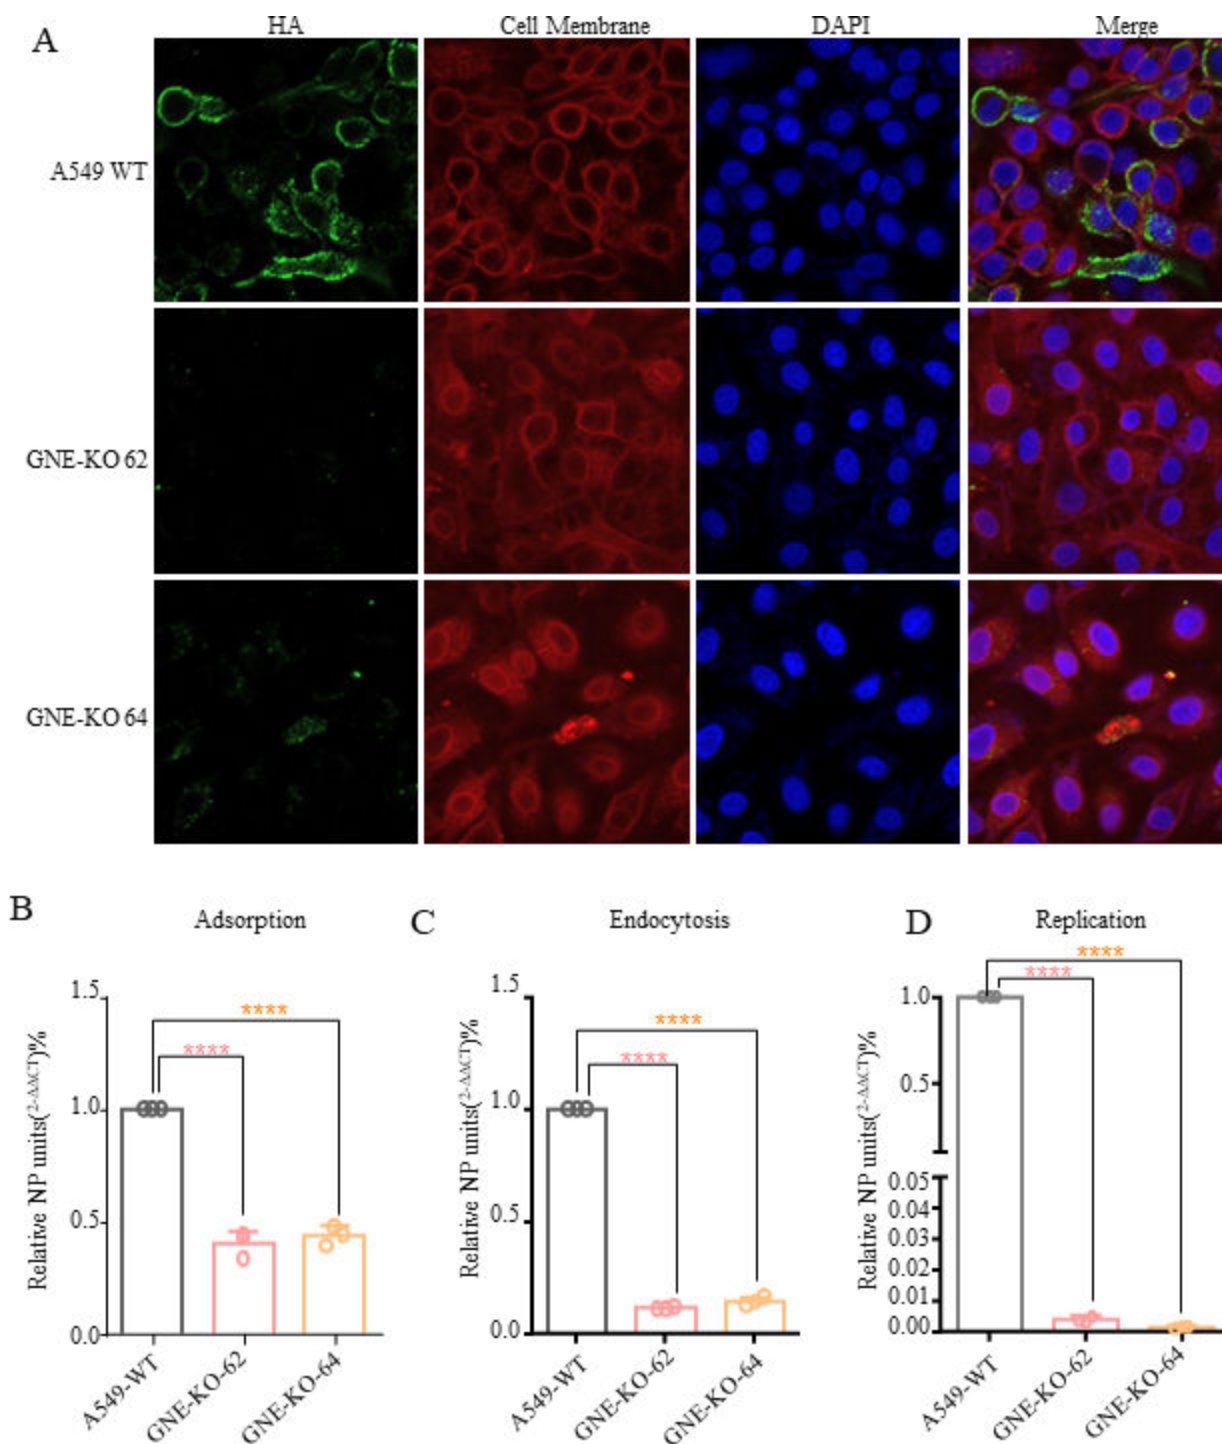 A
HA
Cell Membrane
DAPI
Merge
A549 WT
GNE-KO 62
GNE-KO 64
B
Adsorption
Relative NP units(2-ΔΔCT)%
1.5
1.0
0.5
0.0
****
****
A549-WT
GNE-KO-62
GNE-KO-64
C
Endocytosis
Relative NP units(2-ΔΔCT)%
1.5
1.0
0.5
0.0
****
****
A549-WT
GNE-KO-62
GNE-KO-64
D
Replication
Relative NP units(2-ΔΔCT)%
1.0
0.5
0.05
0.04
0.03
0.02
0.01
0.00
****
****
A549-WT
GNE-KO-62
GNE-KO-64